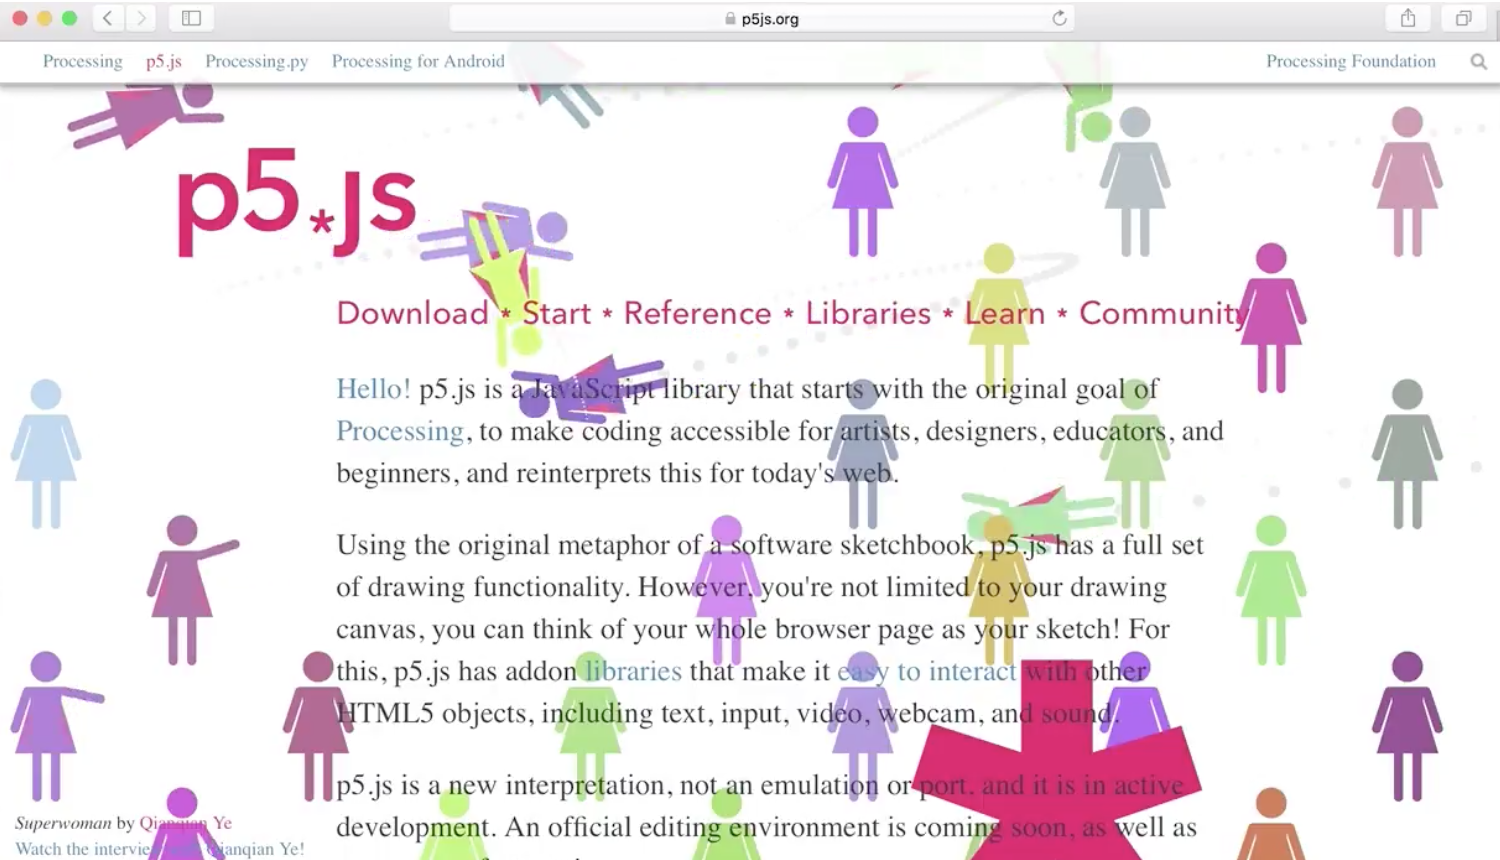 p5js.org
Processing p5.js Processing.py Processing for Android Processing Foundation
p5*js
Download * Start * Reference * Libraries * Learn * Community
Hello! p5.js is a JavaScript library that starts with the original goal of
Processing, to make coding accessible for artists, designers, educators, and
beginners, and reinterprets this for today's web.
Using the original metaphor of a software sketchbook, p5.js has a full set
of drawing functionality. However, you're not limited to your drawing
canvas, you can think of your whole browser page as your sketch! For
this, p5.js has addon libraries that make it easy to interact with other
HTML5 objects, including text, input, video, webcam, and sound.
p5.js is a new interpretation, not an emulation or port, and it is in active
development. An official editing environment is coming soon, as well as
Superwoman by Qianqian Ye
Watch the interview with Qianqian Ye!